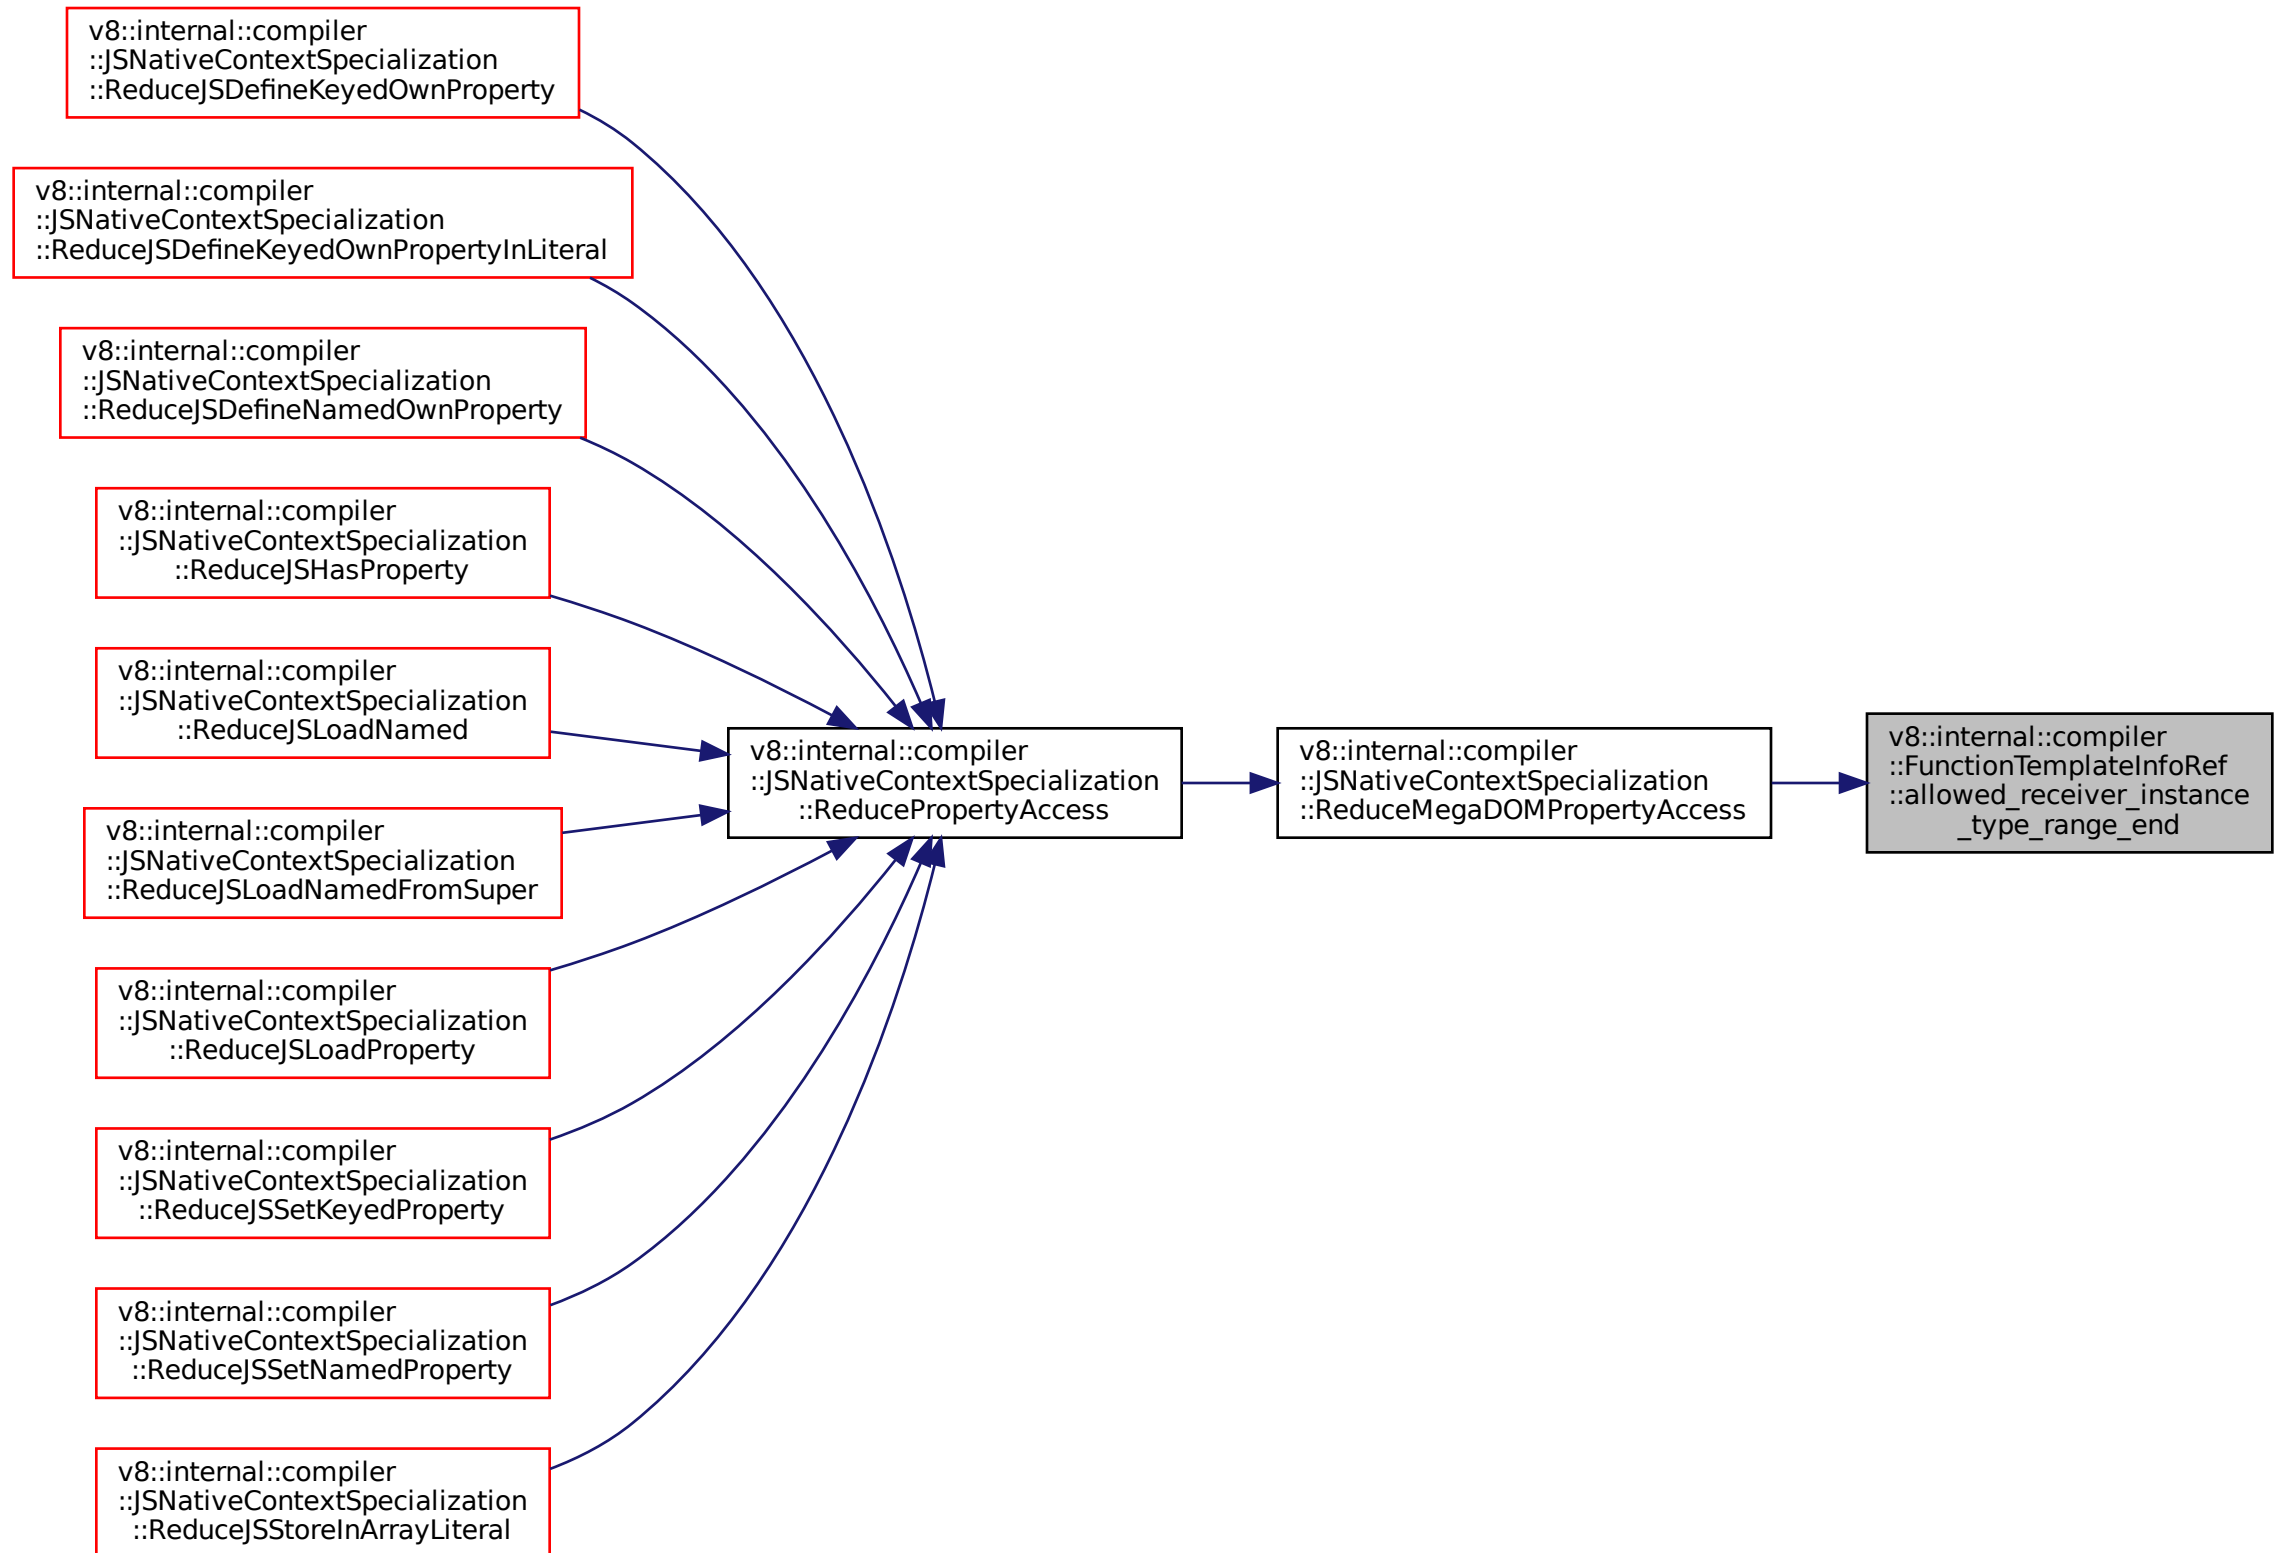 v8::internal::compiler
::JSNativeContextSpecialization
::ReduceJSDefineKeyedOwnProperty
v8::internal::compiler
::JSNativeContextSpecialization
::ReduceJSDefineKeyedOwnPropertyInLiteral
v8::internal::compiler
::JSNativeContextSpecialization
::ReduceJSDefineNamedOwnProperty
v8::internal::compiler
::JSNativeContextSpecialization
::ReduceJSHasProperty
v8::internal::compiler
::JSNativeContextSpecialization
::ReduceJSLoadNamed
v8::internal::compiler
::JSNativeContextSpecialization
::ReduceJSLoadNamedFromSuper
v8::internal::compiler
::JSNativeContextSpecialization
::ReduceJSLoadProperty
v8::internal::compiler
::JSNativeContextSpecialization
::ReduceJSSetKeyedProperty
v8::internal::compiler
::JSNativeContextSpecialization
::ReduceJSSetNamedProperty
v8::internal::compiler
::JSNativeContextSpecialization
::ReduceJSStoreInArrayLiteral
v8::internal::compiler
::JSNativeContextSpecialization
::ReducePropertyAccess
v8::internal::compiler
::JSNativeContextSpecialization
::ReduceMegaDOMPropertyAccess
v8::internal::compiler
::FunctionTemplateInfoRef
::allowed_receiver_instance
_type_range_end